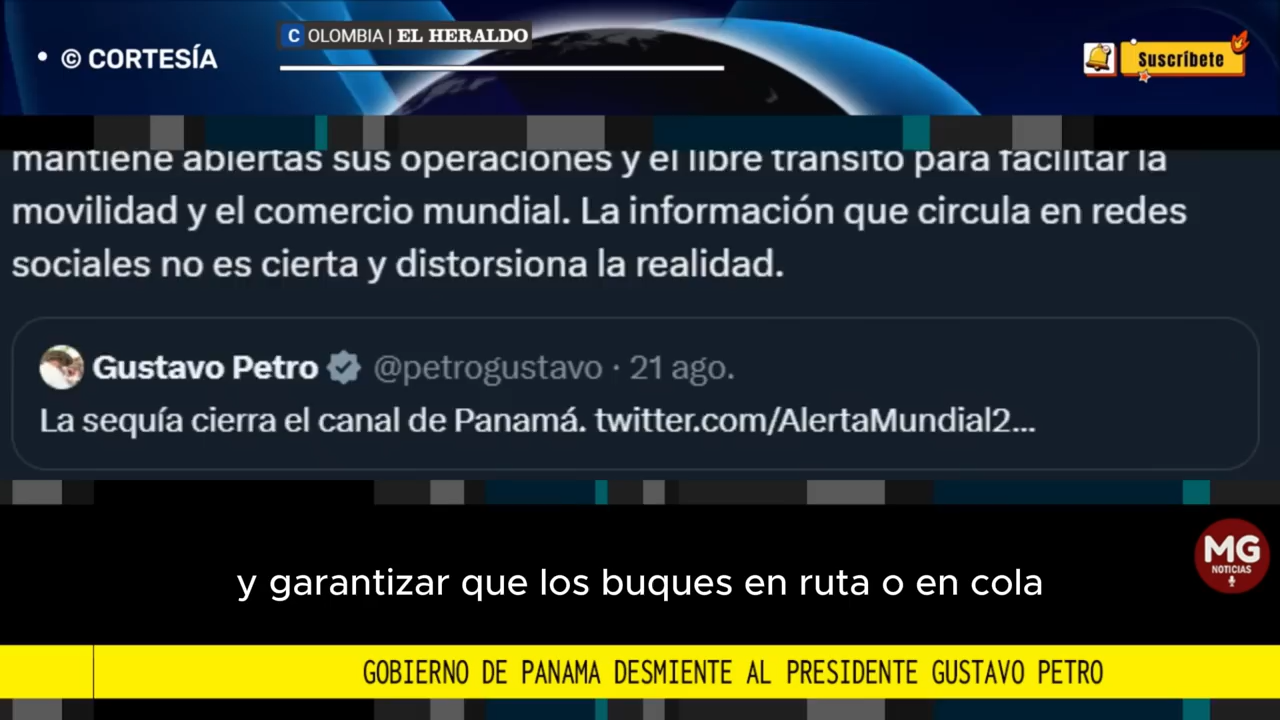 • © CORTESÍA
COLOMBIA | EL HERALDO
Suscríbete
mantiene abiertas sus operaciones y el libre tránsito para facilitar la
movilidad y el comercio mundial. La información que circula en redes
sociales no es cierta y distorsiona la realidad.
Gustavo Petro @petrogustavo · 21 ago.
La sequía cierra el canal de Panamá. twitter.com/AlertaMundial2...
MG
NOTICIAS
y garantizar que los buques en ruta o en cola
GOBIERNO DE PANAMA DESMIENTE AL PRESIDENTE GUSTAVO PETRO